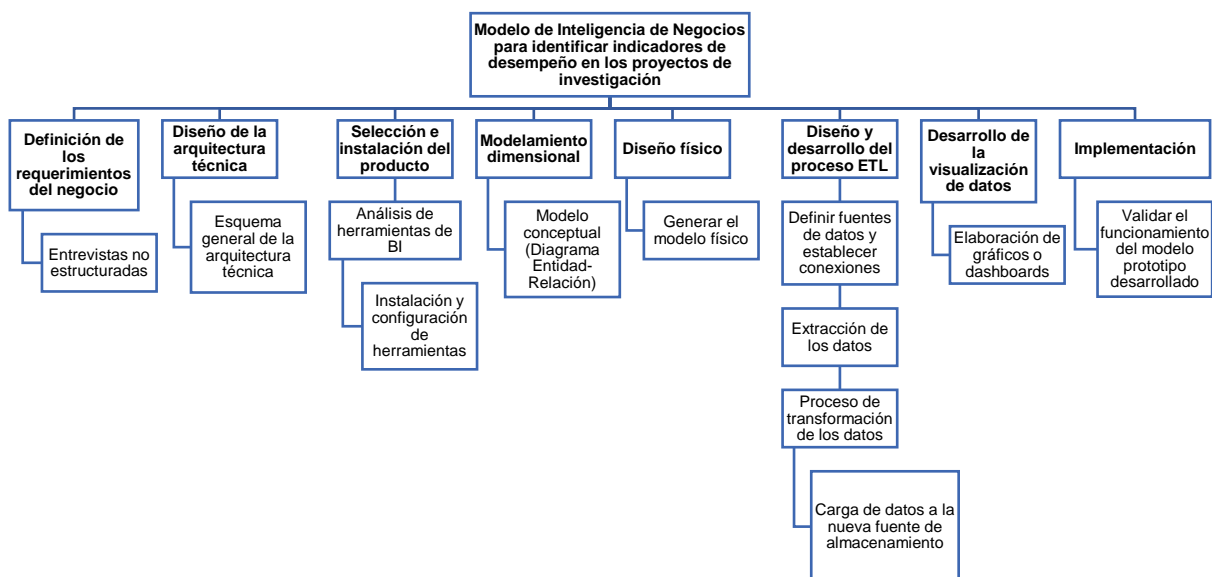 Modelo de Inteligencia de Negocios
para identificar indicadores de
desempeño en los proyectos de
investigación
Definición de
los
requerimientos
del negocio
Entrevistas no
estructuradas
Diseño de la
arquitectura
técnica
Esquema
general de la
arquitectura
técnica
Selección e
instalación del
producto
Análisis de
herramientas de
BI
Instalación y
configuración
de
herramientas
Modelamiento
dimensional
Modelo
conceptual
(Diagrama
Entidad-
Relación)
Diseño físico
Generar el
modelo físico
Diseño y
desarrollo del
proceso ETL
Definir fuentes
de datos y
establecer
conexiones
Extracción de
los datos
Proceso de
transformación
de los datos
Carga de datos a la
nueva fuente de
almacenamiento
Desarrollo de
la
visualización
de datos
Elaboración de
gráficos o
dashboards
Implementación
Validar el
funcionamiento
del modelo
prototipo
desarrollado